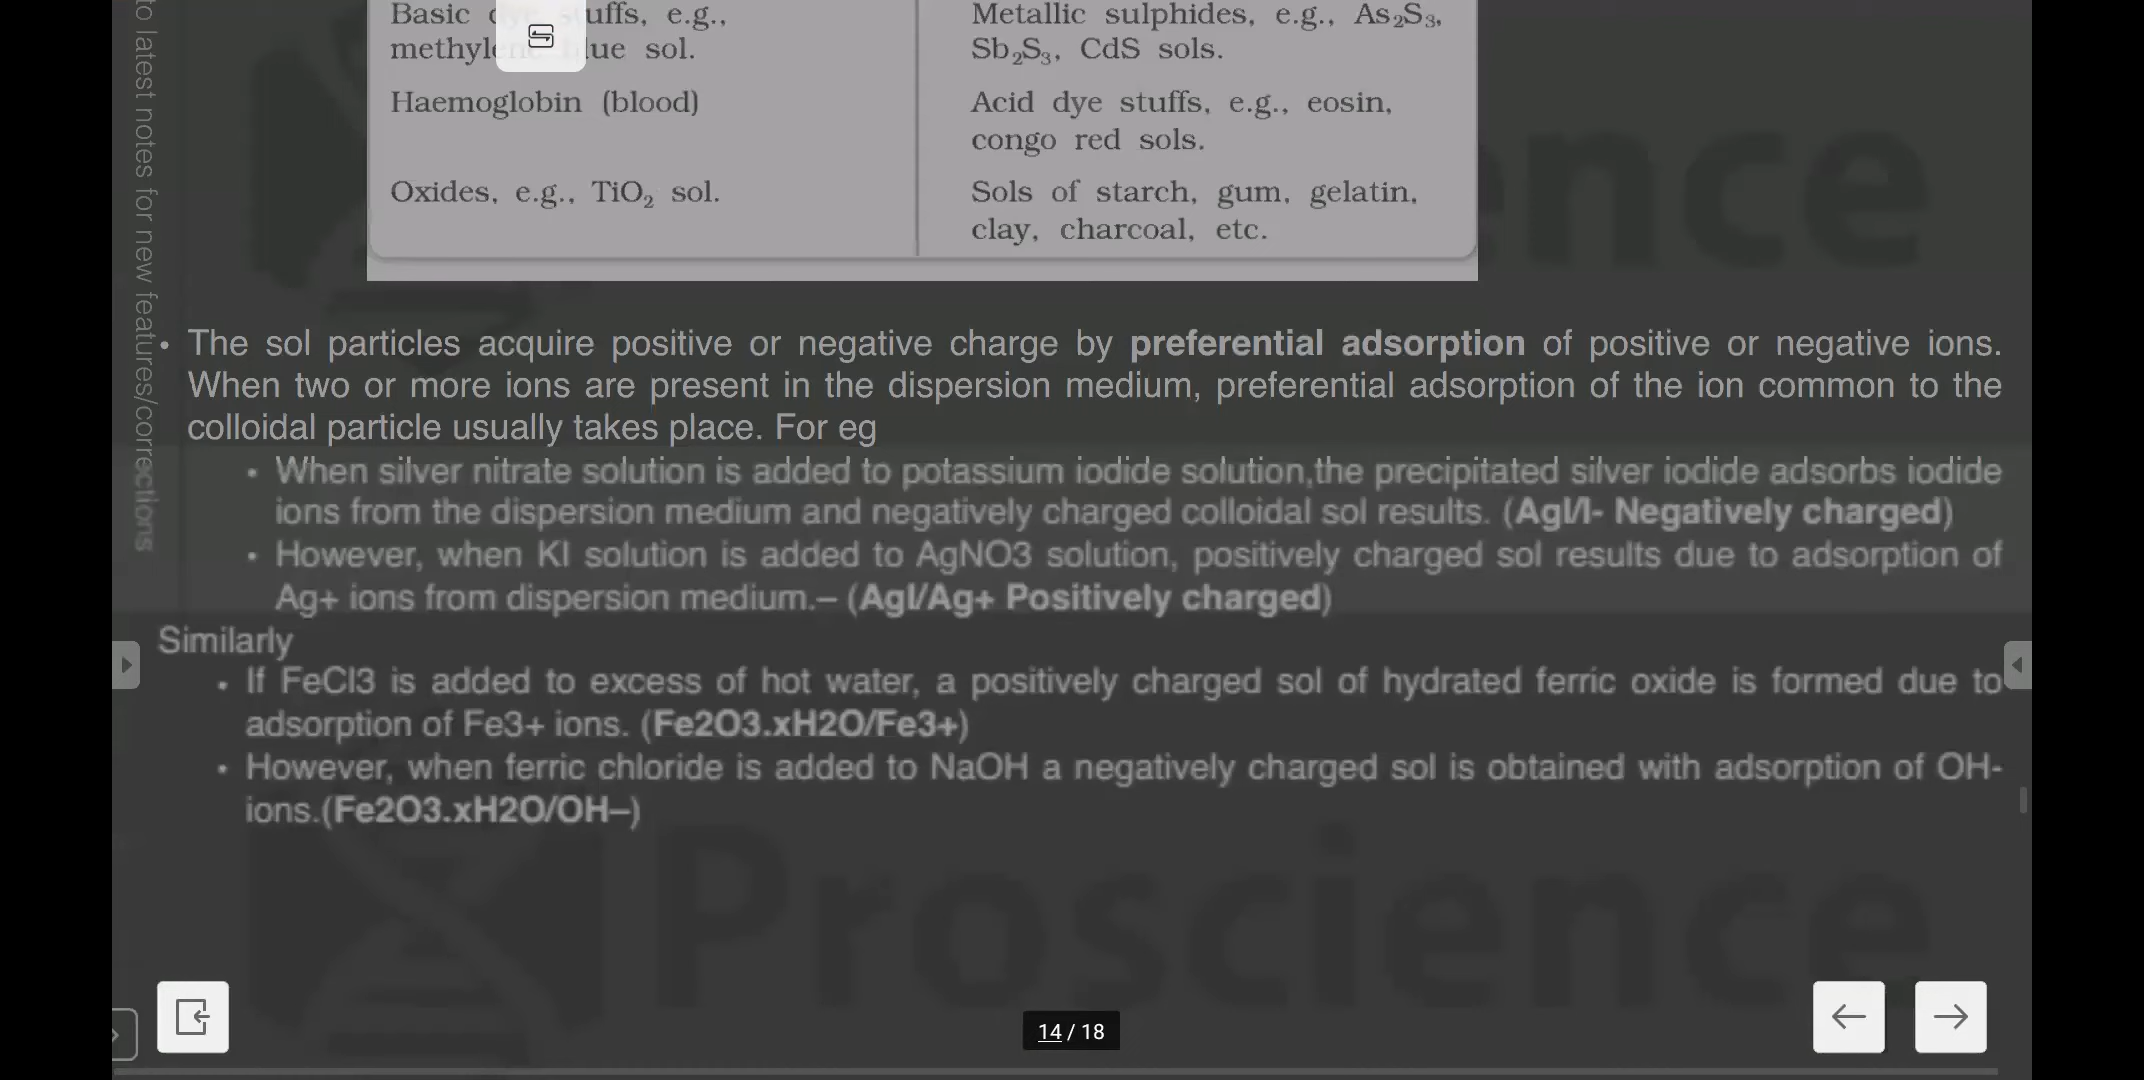 Basic dye stuffs, e.g.,
methylene blue sol.
Haemoglobin (blood)
Oxides, e.g., TiO₂ sol.
Metallic sulphides, e.g., As₂S₃,
Sb₂S₃, CdS sols.
Acid dye stuffs, e.g., eosin,
congo red sols.
Sols of starch, gum, gelatin,
clay, charcoal, etc.
to latest notes for new featurtures/corrections
• The sol particles acquire positive or negative charge by preferential adsorption of positive or negative ions.
When two or more ions are present in the dispersion medium, preferential adsorption of the ion common to the
colloidal particle usually takes place. For eg
• When silver nitrate solution is added to potassium iodide solution,the precipitated silver iodide adsorbs iodide
ions from the dispersion medium and negatively charged colloidal sol results. (AgI/I- Negatively charged)
• However, when KI solution is added to AgNO3 solution, positively charged sol results due to adsorption of
Ag+ ions from dispersion medium.– (AgI/Ag+ Positively charged)
Similarly
• If FeCl3 is added to excess of hot water, a positively charged sol of hydrated ferric oxide is formed due to
adsorption of Fe3+ ions. (Fe2O3.xH2O/Fe3+)
• However, when ferric chloride is added to NaOH a negatively charged sol is obtained with adsorption of OH-
ions.(Fe2O3.xH2O/OH–)
ence
Proscience
14 / 18